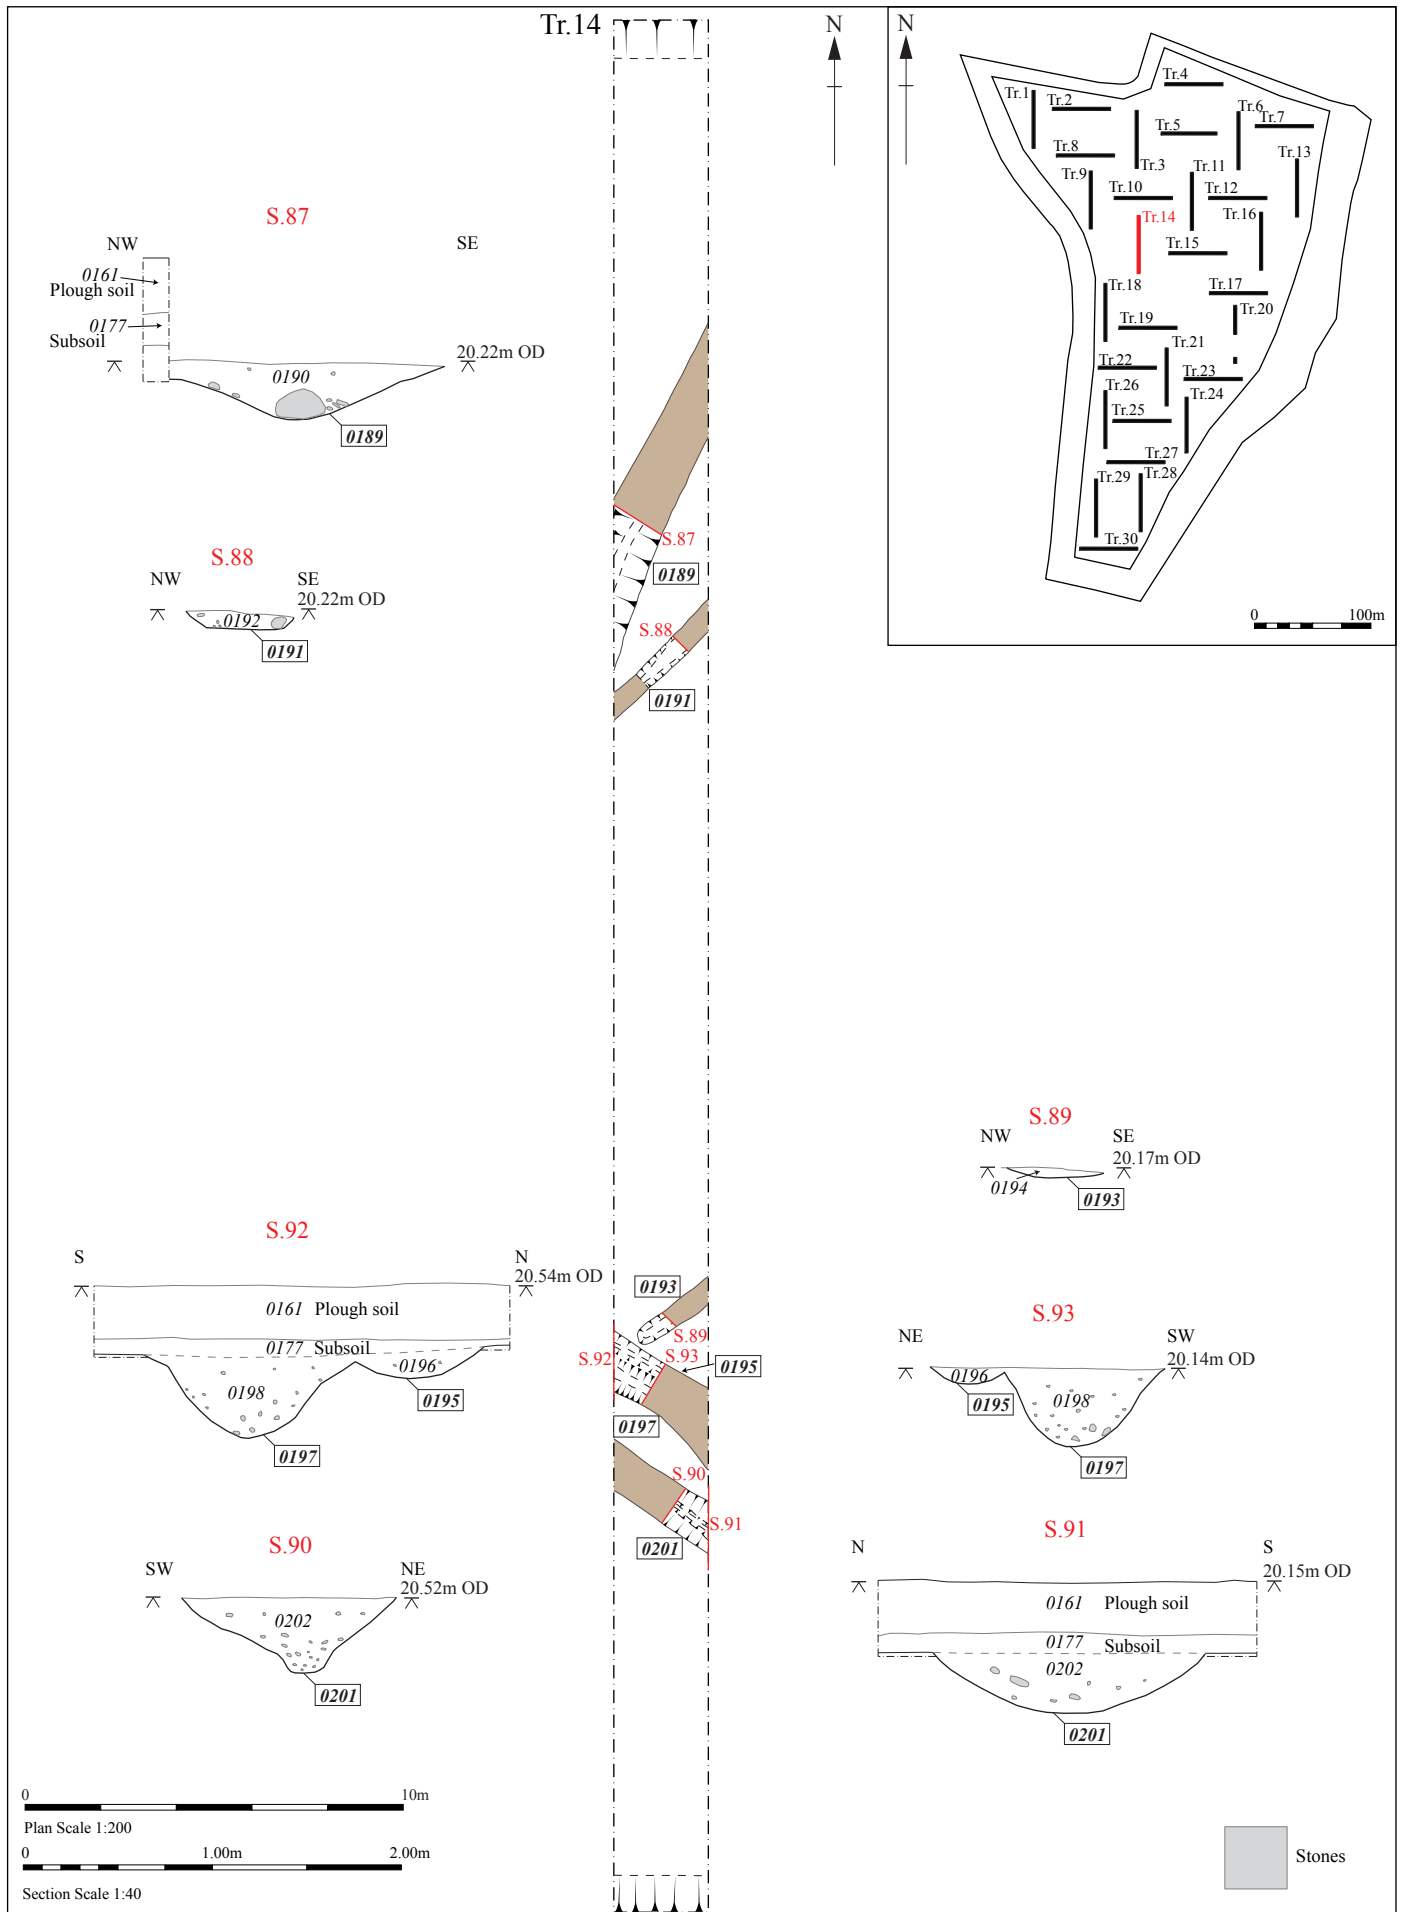 Tr.14
N
N
Tr.4
Tr.1
Tr.2
Tr.6
Tr.7
Tr.5
Tr.8
Tr.3
Tr.11
Tr.13
Tr.9
Tr.10
Tr.12
Tr.14
Tr.16
Tr.15
Tr.18
Tr.17
Tr.20
Tr.19
Tr.21
Tr.22
Tr.23
Tr.26
Tr.24
Tr.25
Tr.27
Tr.29
Tr.28
Tr.30
0 100m
S.87
NW SE
0161
Plough soil
0177
Subsoil
20.22m OD
0190
0189
S.87
0189
S.88
NW SE
20.22m OD
0192
0191
S.88
0191
S.89
NW SE
20.17m OD
0194
0193
S.92
S N
20.54m OD
0161 Plough soil
0177 Subsoil
0196
0198
0195
0197
0193
S.89
S.92
S.93
0195
0197
S.90
S.91
0201
S.93
NE SW
20.14m OD
0196
0195
0198
0197
S.90
SW NE
20.52m OD
0202
0201
S.91
N S
20.15m OD
0161 Plough soil
0177 Subsoil
0202
0201
0 10m
Plan Scale 1:200
0 1.00m 2.00m
Section Scale 1:40
Stones